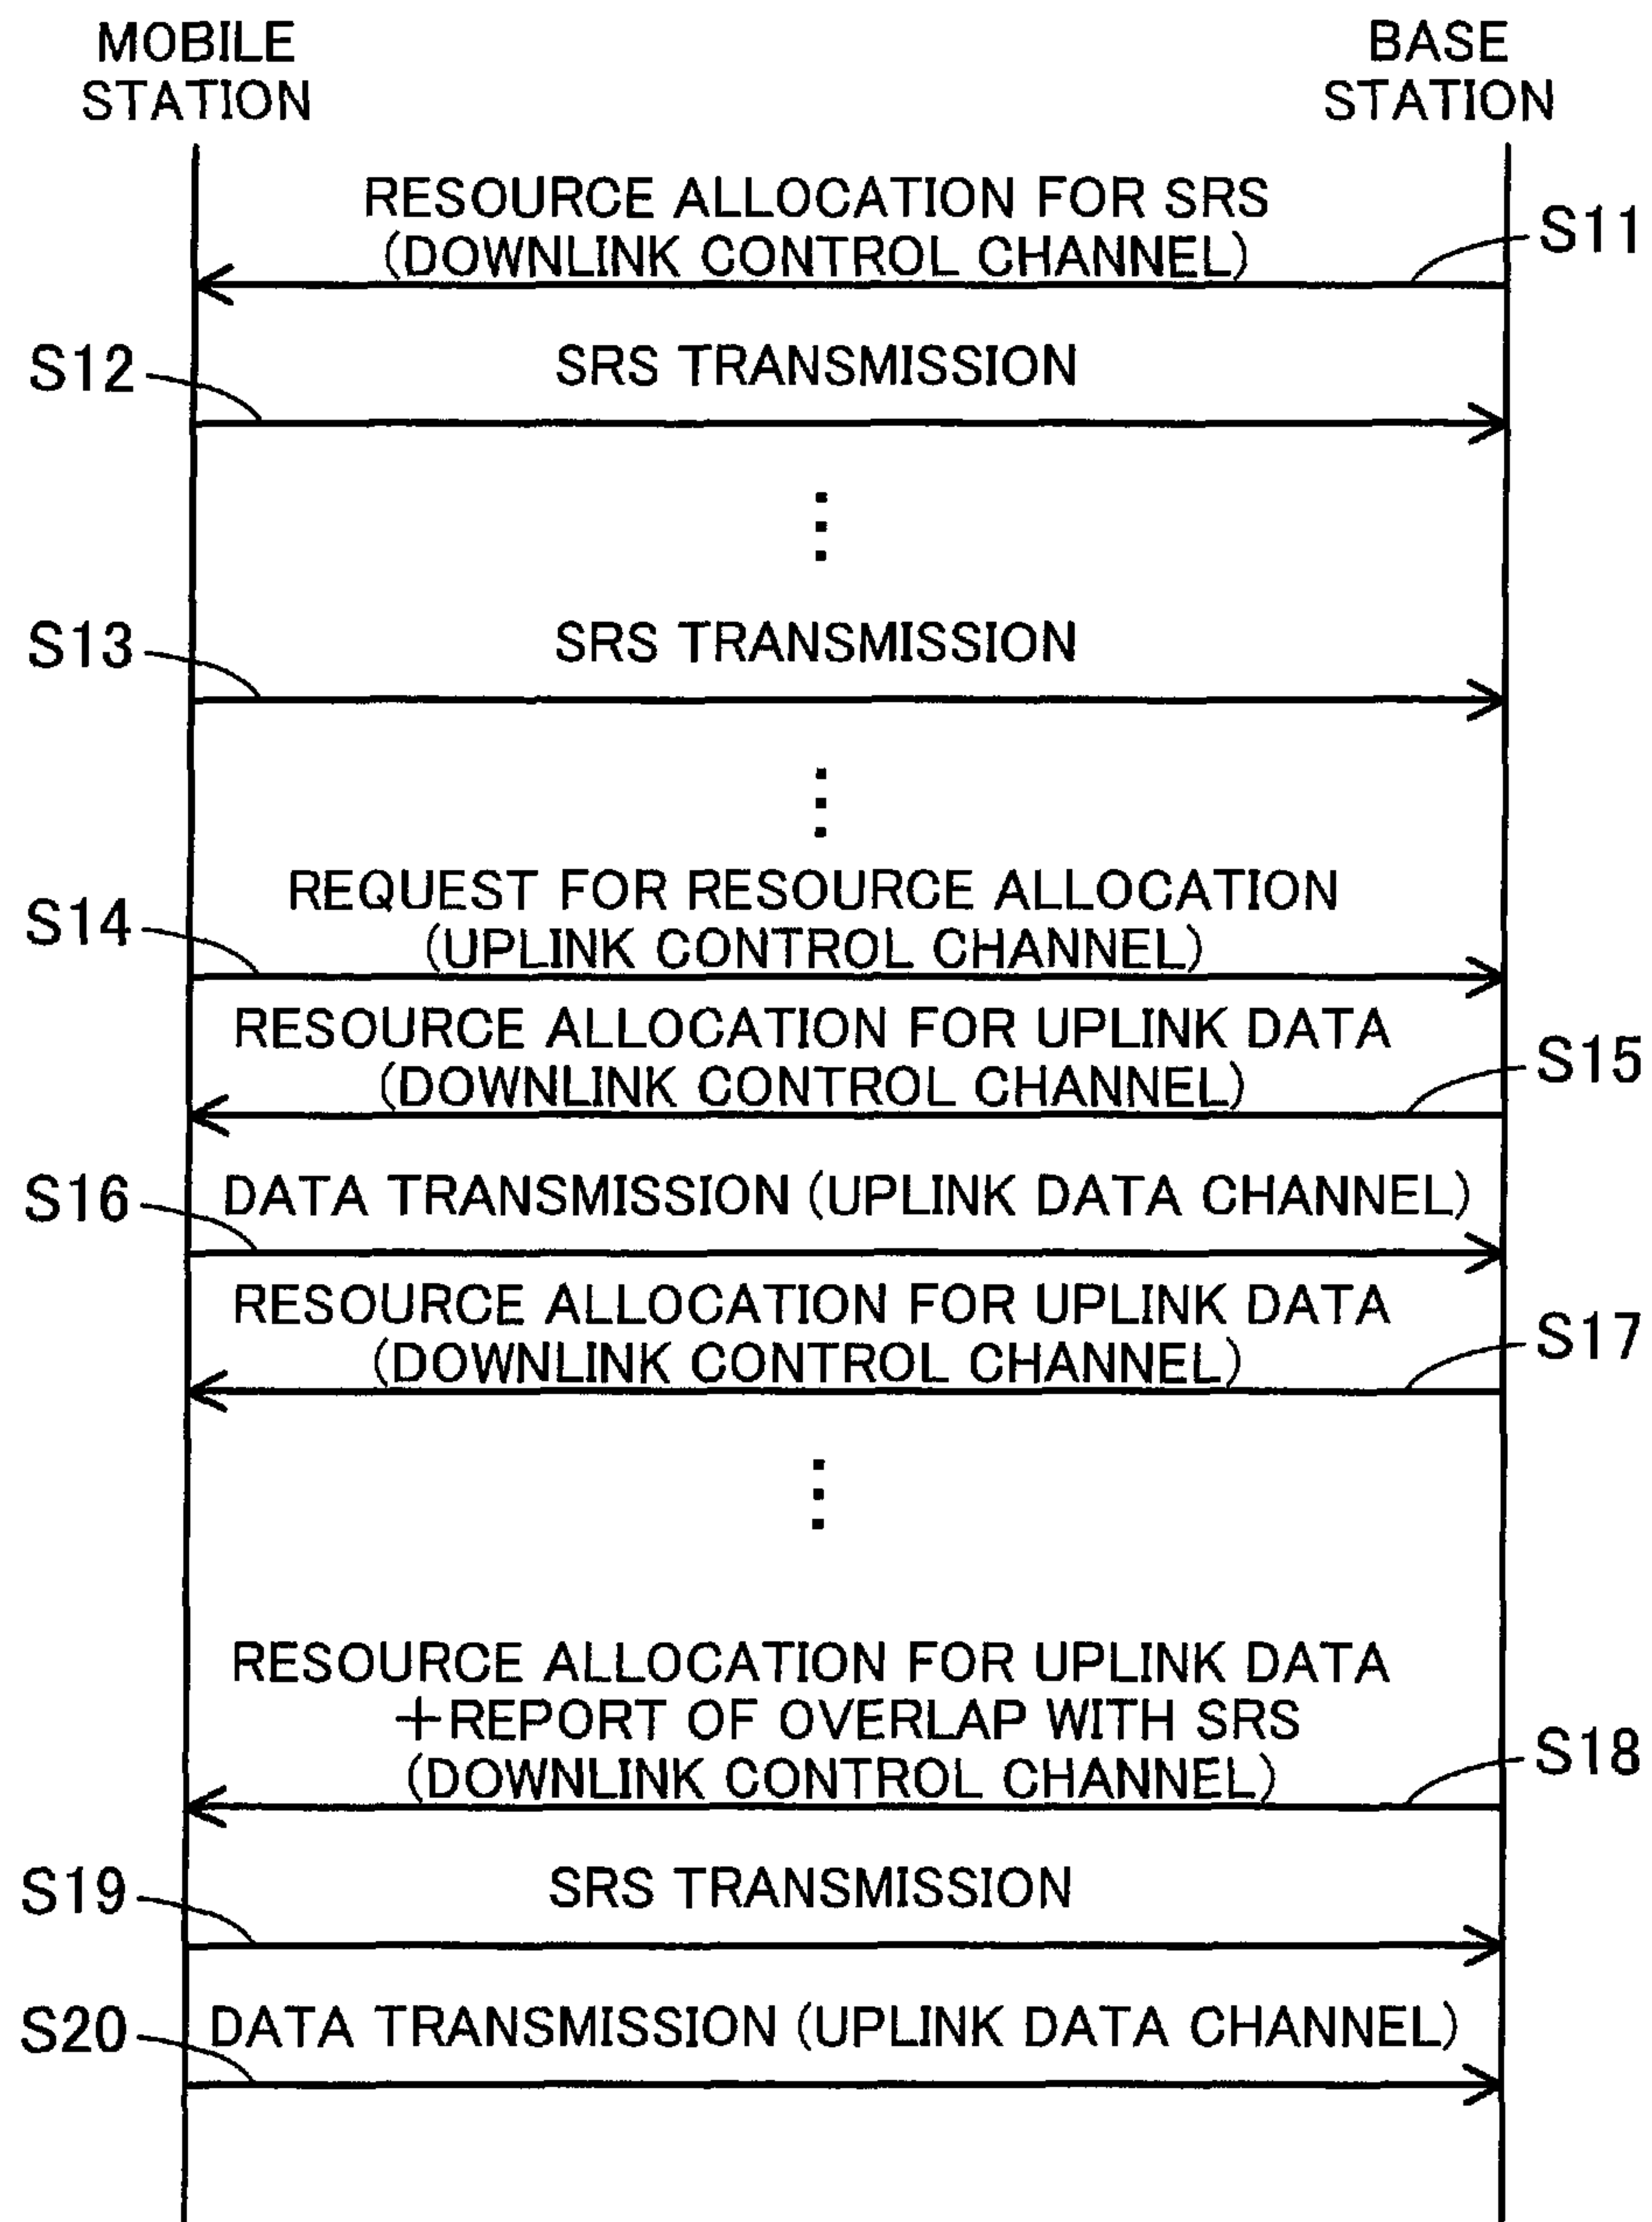 MOBILE
STATION
BASE
STATION
RESOURCE ALLOCATION FOR SRS
(DOWNLINK CONTROL CHANNEL)
S11
S12
SRS TRANSMISSION
S13
SRS TRANSMISSION
S14
REQUEST FOR RESOURCE ALLOCATION
(UPLINK CONTROL CHANNEL)
RESOURCE ALLOCATION FOR UPLINK DATA
(DOWNLINK CONTROL CHANNEL)
S15
S16
DATA TRANSMISSION (UPLINK DATA CHANNEL)
RESOURCE ALLOCATION FOR UPLINK DATA
(DOWNLINK CONTROL CHANNEL)
S17
RESOURCE ALLOCATION FOR UPLINK DATA
+REPORT OF OVERLAP WITH SRS
(DOWNLINK CONTROL CHANNEL)
S18
S19
SRS TRANSMISSION
S20
DATA TRANSMISSION (UPLINK DATA CHANNEL)